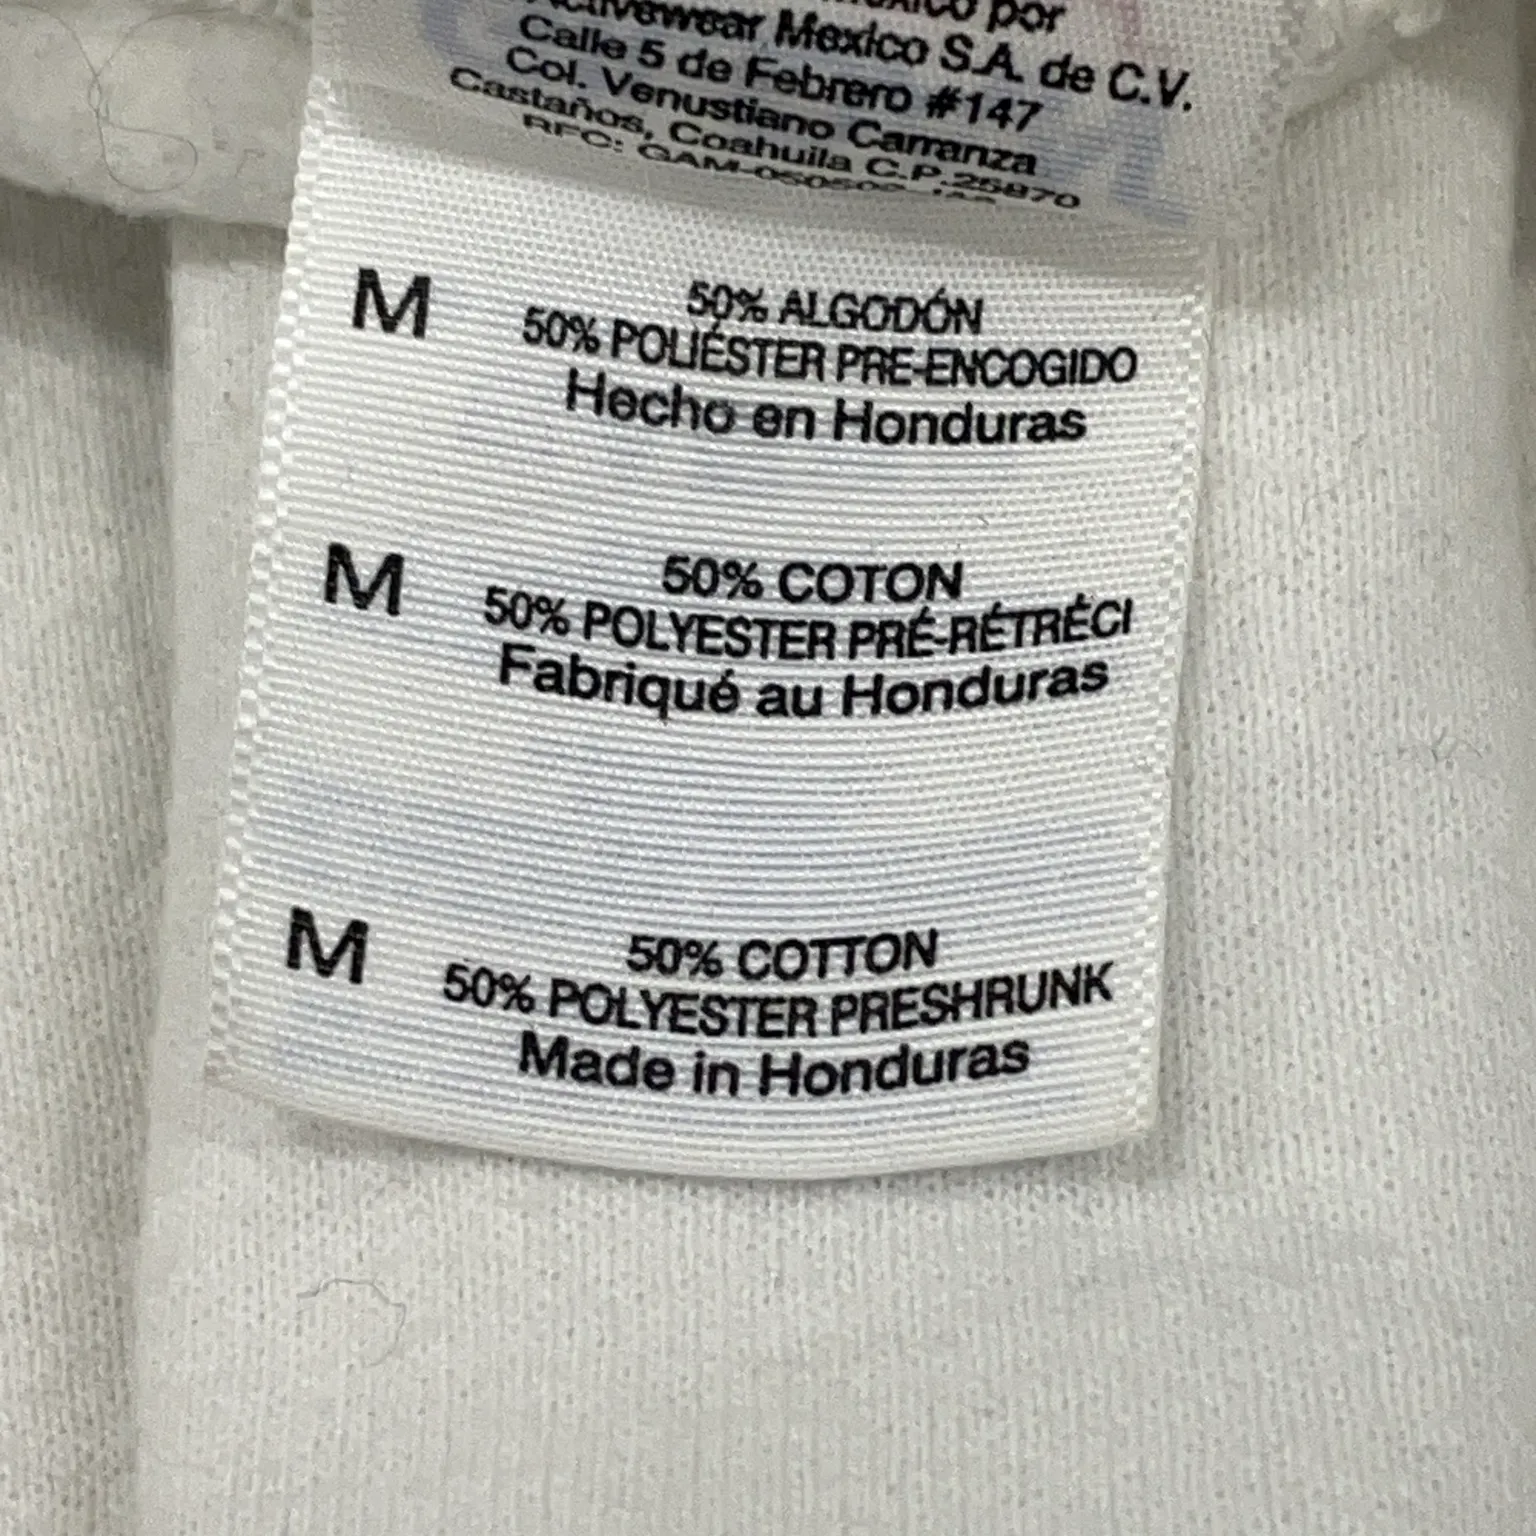 por
Mexico S.A. de C.V.
Calle 5 de Febrero #147
Col. Venustiano Carranza
Castaños, Coahuila C.P.25870
RFC:
M
50% ALGODÓN
50% POLIÉSTER PRE-ENCOGIDO
Hecho en Honduras
M
50% COTON
50% POLYESTER PRÉ-RÉTRÉCI
Fabriqué au Honduras
M
50% COTTON
50% POLYESTER PRESHRUNK
Made in Honduras